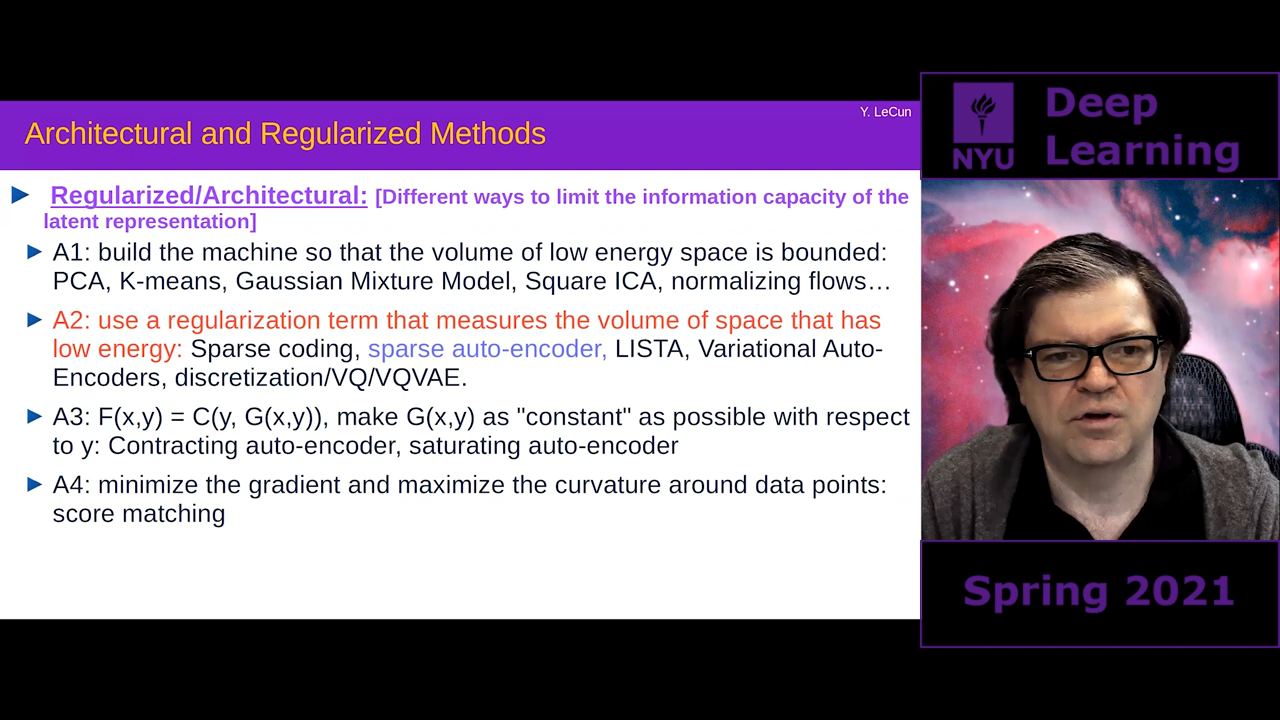 Y. LeCun
Architectural and Regularized Methods
Regularized/Architectural: [Different ways to limit the information capacity of the
latent representation]
A1: build the machine so that the volume of low energy space is bounded:
PCA, K-means, Gaussian Mixture Model, Square ICA, normalizing flows…
A2: use a regularization term that measures the volume of space that has
low energy: Sparse coding, sparse auto-encoder, LISTA, Variational Auto-
Encoders, discretization/VQ/VQVAE.
A3: F(x,y) = C(y, G(x,y)), make G(x,y) as "constant" as possible with respect
to y: Contracting auto-encoder, saturating auto-encoder
A4: minimize the gradient and maximize the curvature around data points:
score matching
NYU
Deep
Learning
Spring 2021